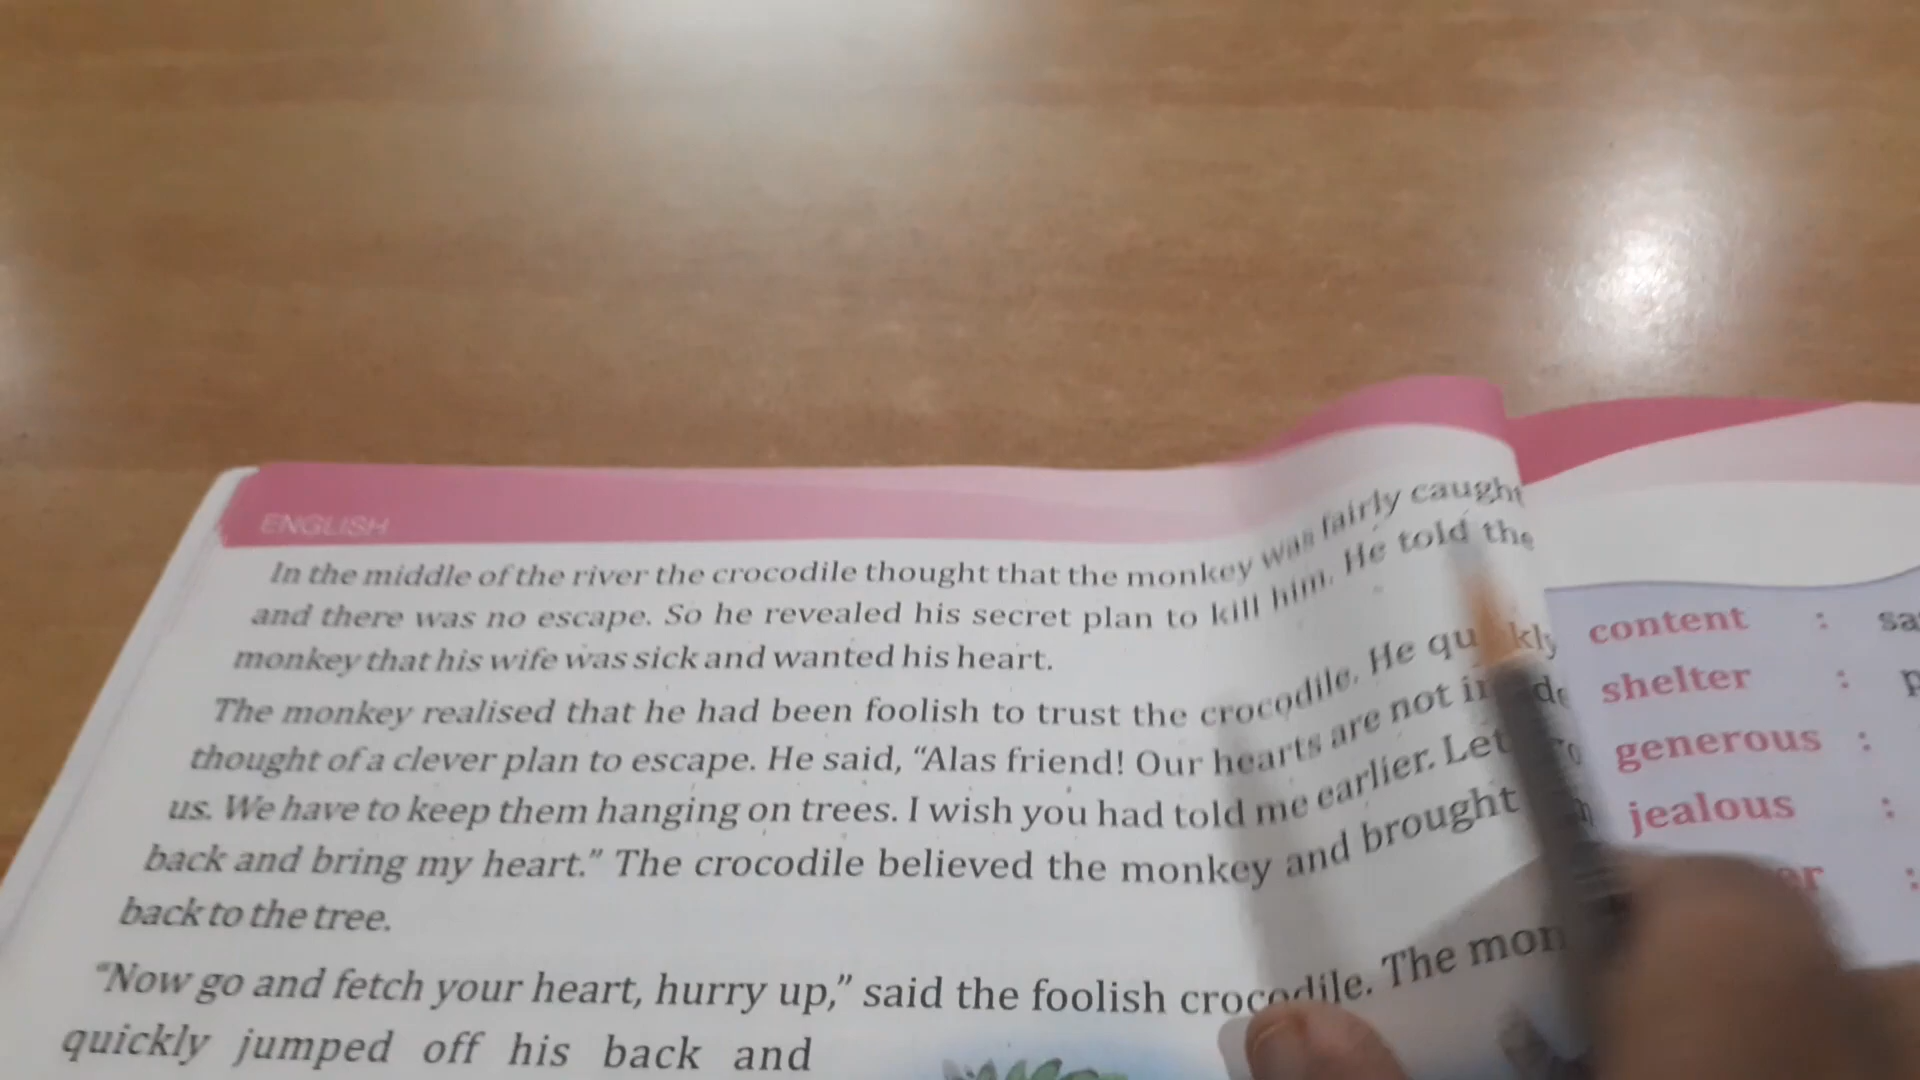 ENGLISH
In the middle of the river the crocodile thought that the monkey was fairly caught
and there was no escape. So he revealed his secret plan to kill him. He told the
monkey that his wife was sick and wanted his heart.
The monkey realised that he had been foolish to trust the crocodile. He
thought of a clever plan to escape. He said, “Alas friend! Our hearts are not
us. We have to keep them hanging on trees. I wish you had told me earlier. Let
back and bring my heart.” The crocodile believed the monkey and brought
back to the tree.
“Now go and fetch your heart, hurry up,” said the foolish crocodile. The
quickly jumped off his back and
content :
shelter :
generous :
jealous :
: